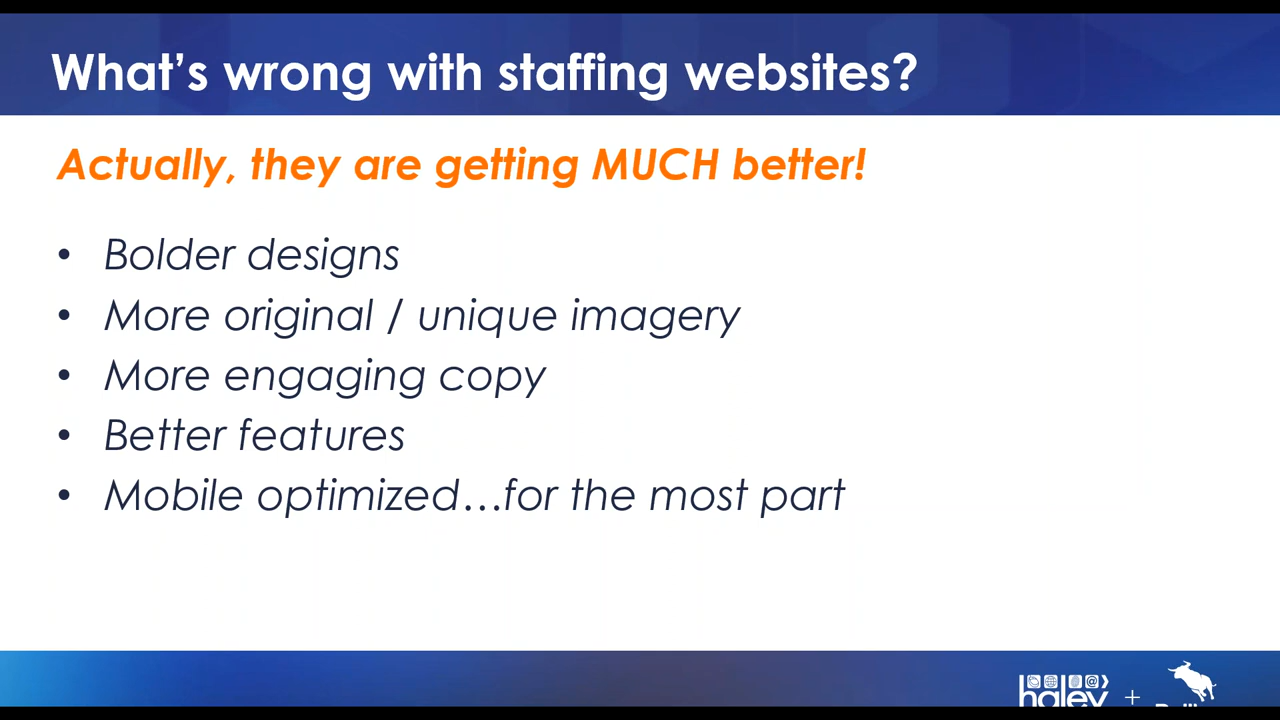 What's wrong with staffing websites?
Actually, they are getting MUCH better!
• Bolder designs
• More original / unique imagery
• More engaging copy
• Better features
• Mobile optimized...for the most part
haley +